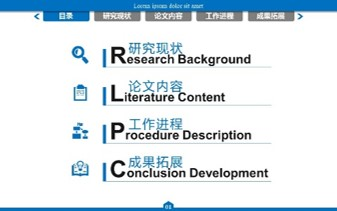 Lorem ipsum dolor sit amet
目录 研究现状 论文内容 工作进程 成果拓展
研究现状
Research Background
论文内容
Literature Content
工作进程
Procedure Description
成果拓展
Conclusion Development